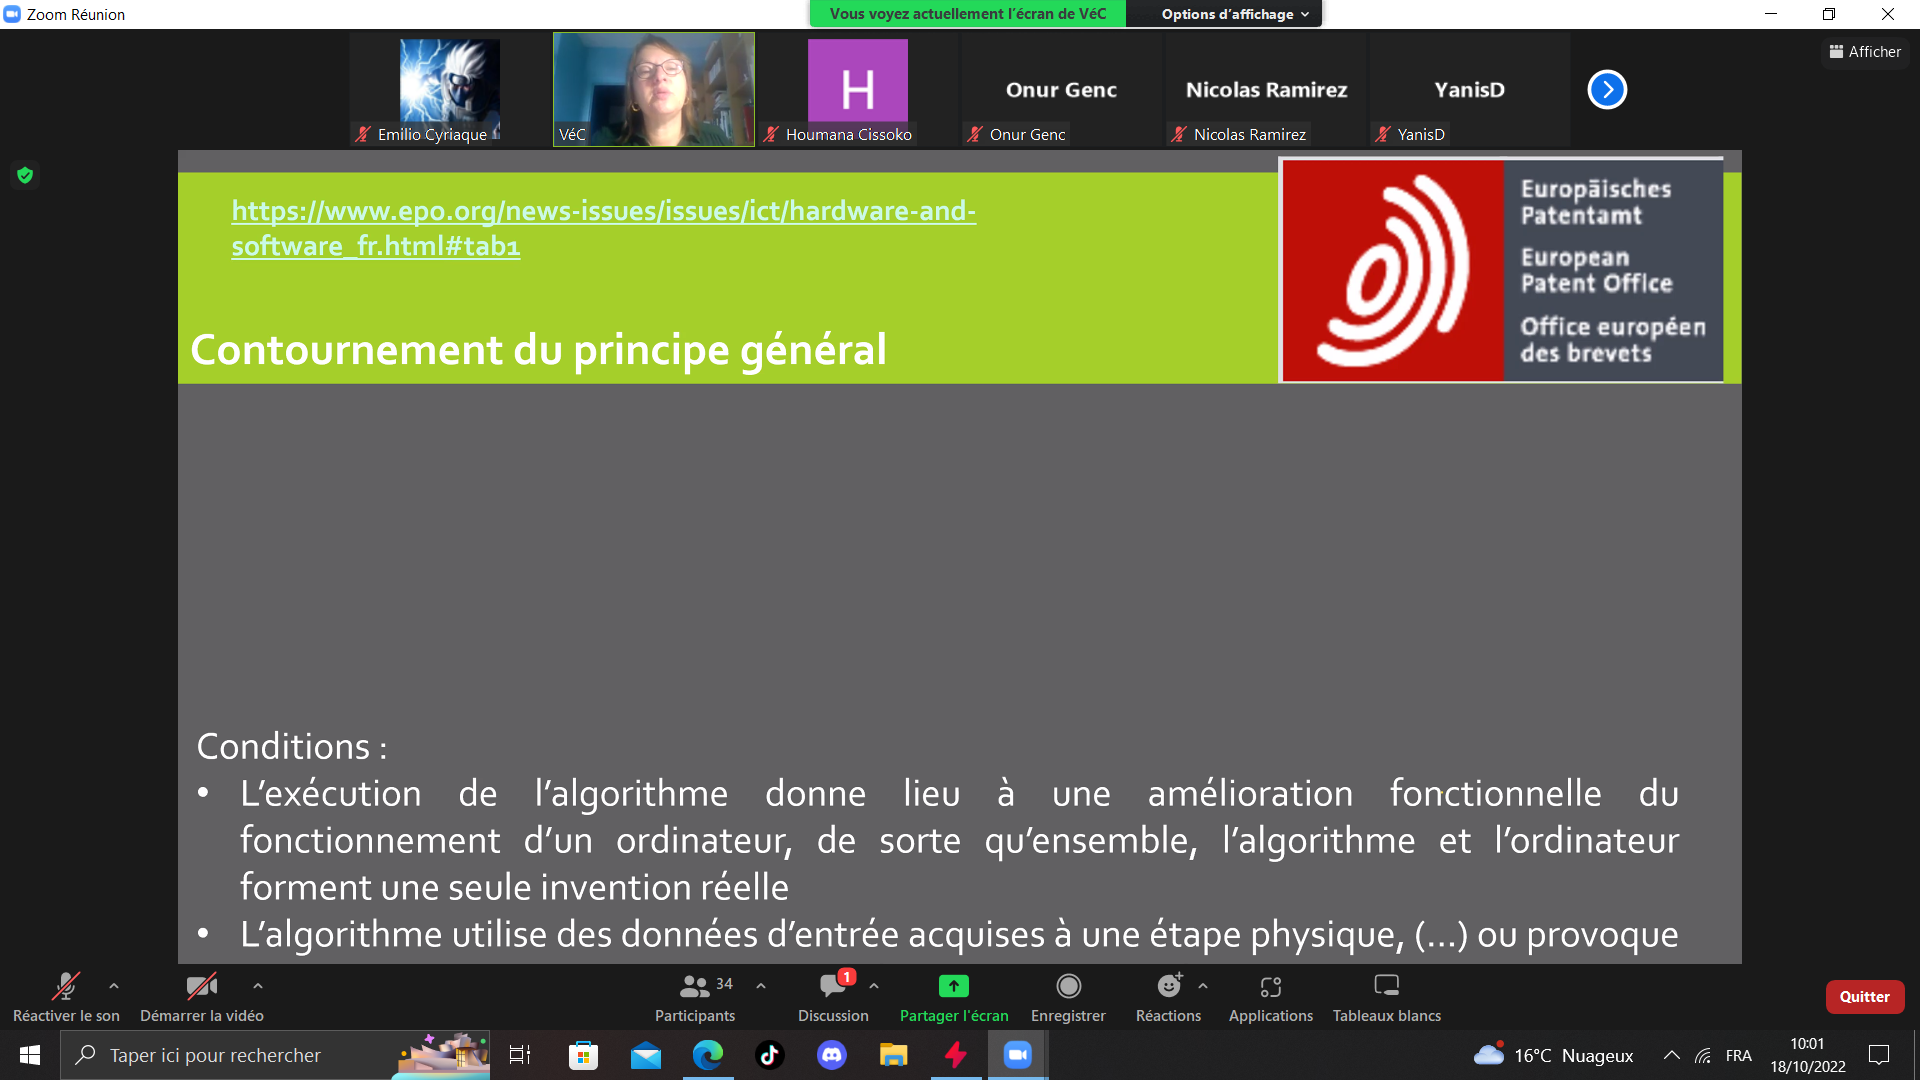 Zoom Réunion
Vous voyez actuellement l'écran de VéC
Options d'affichage
Afficher
H
Onur Genc
Nicolas Ramirez
YanisD
Emilio Cyriaque
VéC
Houmana Cissoko
Onur Genc
Nicolas Ramirez
YanisD
https://www.epo.org/news-issues/issues/ict/hardware-and-
software_fr.html#tab1
Contournement du principe général
Europäisches
Patentamt
European
Patent Office
Office européen
des brevets
Conditions :
• L’exécution de l’algorithme donne lieu à une amélioration fonctionnelle du
fonctionnement d’un ordinateur, de sorte qu’ensemble, l’algorithme et l’ordinateur
forment une seule invention réelle
• L’algorithme utilise des données d’entrée acquises à une étape physique, (...) ou provoque
34
1
Réactiver le son
Démarrer la vidéo
Participants
Discussion
Partager l'écran
Enregistrer
Réactions
Applications
Tableaux blancs
Quitter
Taper ici pour rechercher
16°C Nuageux
FRA
10:01
18/10/2022